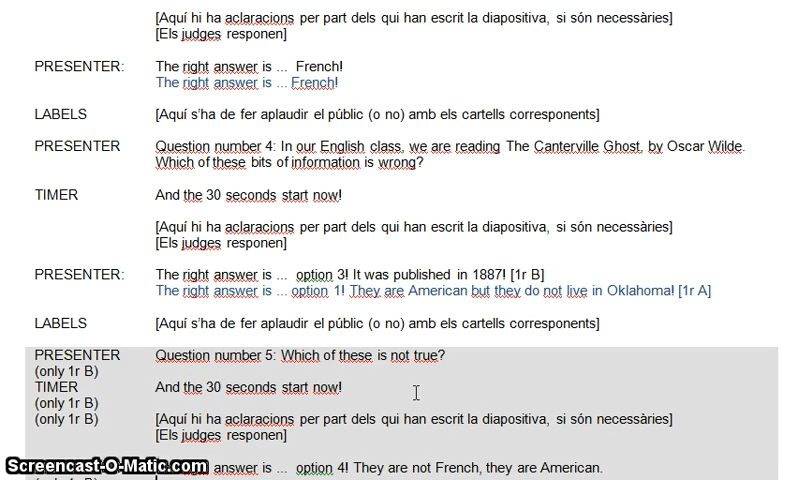 [Aquí hi ha aclaracions per part dels qui han escrit la diapositiva, si són necessàries]
[Els judges responen]
PRESENTER: The right answer is ... French!
The right answer is ... French!
LABELS [Aquí s'ha de fer aplaudir el públic (o no) amb els cartells corresponents]
PRESENTER Question number 4: In our English class, we are reading The Canterville Ghost, by Oscar Wilde.
Which of these bits of information is wrong?
TIMER And the 30 seconds start now!
[Aquí hi ha aclaracions per part dels qui han escrit la diapositiva, si són necessàries]
[Els judges responen]
PRESENTER: The right answer is ... option 3! It was published in 1887! [1r B]
The right answer is ... option 1! They are American but they do not live in Oklahoma! [1r A]
LABELS [Aquí s'ha de fer aplaudir el públic (o no) amb els cartells corresponents]
PRESENTER Question number 5: Which of these is not true?
(only 1r B)
TIMER And the 30 seconds start now!
(only 1r B)
(only 1r B) [Aquí hi ha aclaracions per part dels qui han escrit la diapositiva, si són necessàries]
[Els judges responen]
answer is ... option 4! They are not French, they are American.
Screencast-O-Matic.com